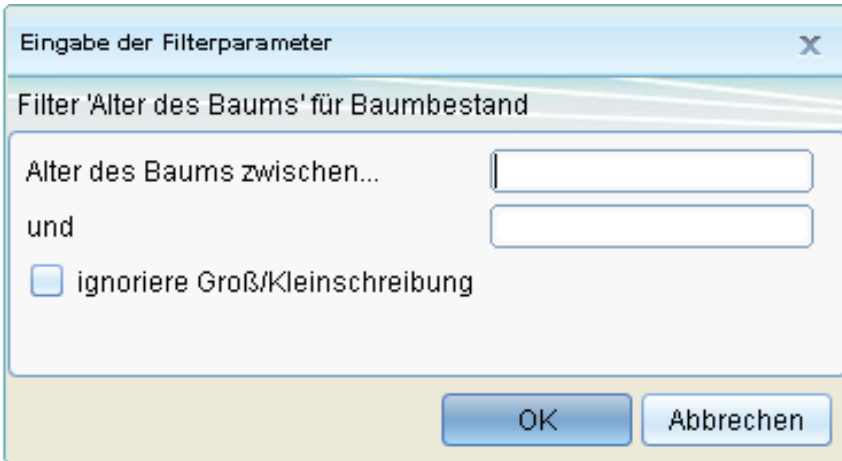 Eingabe der Filterparameter
Filter 'Alter des Baums' für Baumbestand
Alter des Baums zwischen...
und
ignoriere Groß/Kleinschreibung
OK Abbrechen